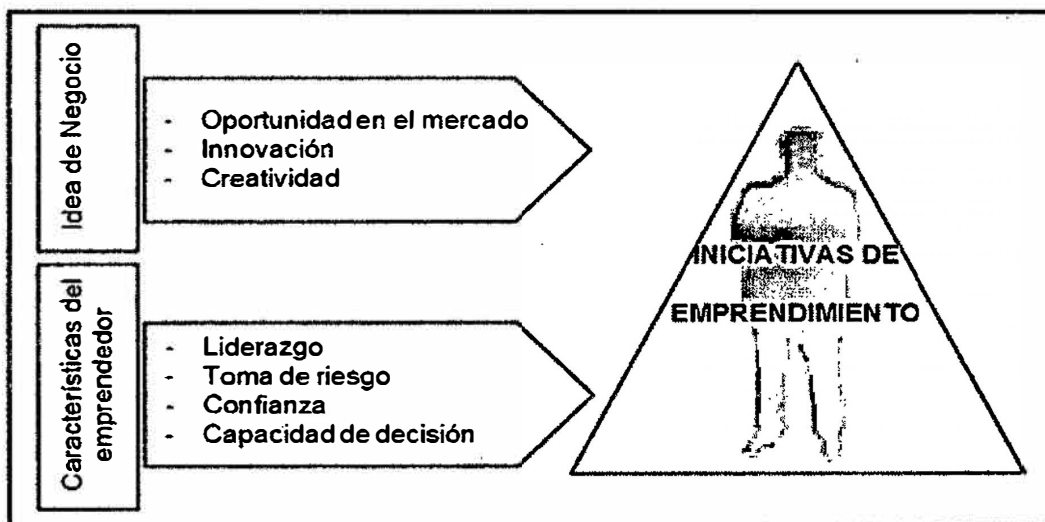 Idea de Negocio
- Oportunidad en el mercado
- Innovación
- Creatividad
Características del
emprendedor
- Liderazgo
- Toma de riesgo
- Confianza
- Capacidad de decisión
INICIATIVAS DE
EMPRENDIMIENTO